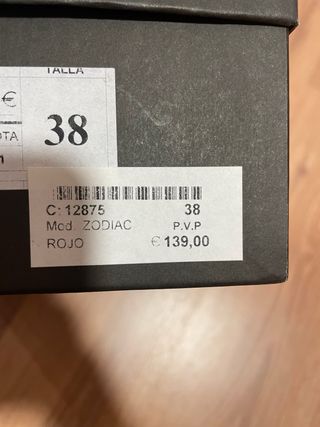 TALLA
€
38
OTA
C: 12875 38
Mod. ZODIAC P.V.P
ROJO € 139,00